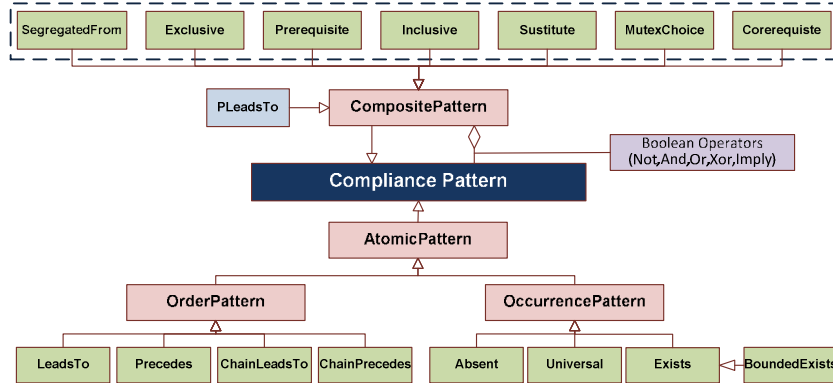 SegregatedFrom
Exclusive
Prerequisite
Inclusive
Sustitute
MutexChoice
Corerequiste
PLeadsTo
CompositePattern
Boolean Operators
(Not,And,Or,Xor,Imply)
Compliance Pattern
AtomicPattern
OrderPattern
OccurrencePattern
LeadsTo
Precedes
ChainLeadsTo
ChainPrecedes
Absent
Universal
Exists
BoundedExists